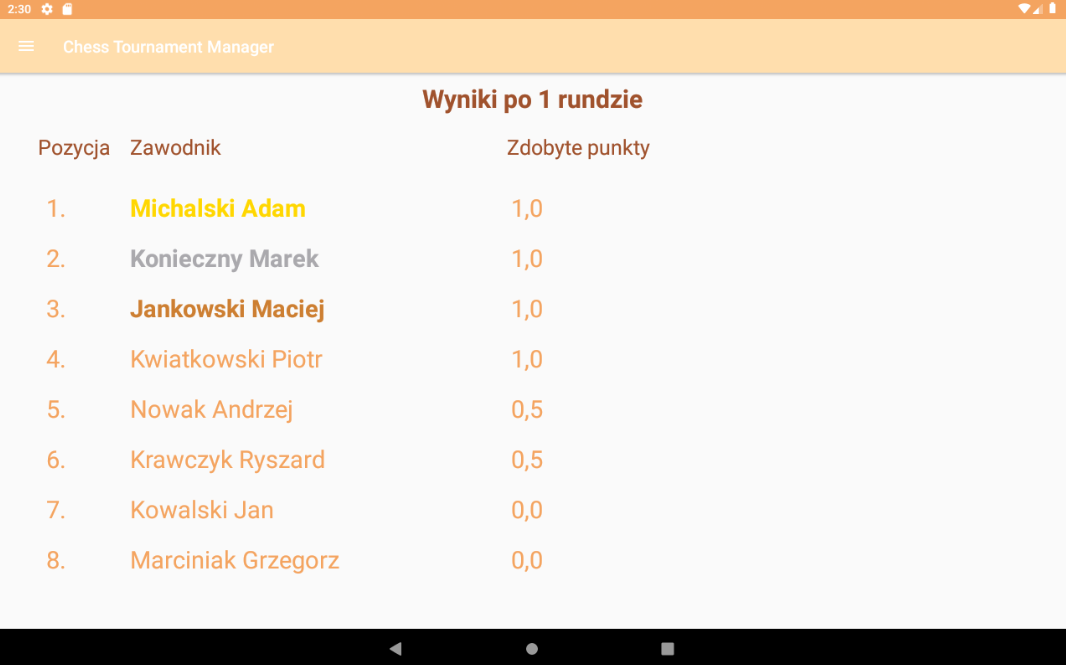 2:30
Chess Tournament Manager
Wyniki po 1 rundzie
Pozycja Zawodnik Zdobyte punkty
1. Michalski Adam 1,0
2. Konieczny Marek 1,0
3. Jankowski Maciej 1,0
4. Kwiatkowski Piotr 1,0
5. Nowak Andrzej 0,5
6. Krawczyk Ryszard 0,5
7. Kowalski Jan 0,0
8. Marciniak Grzegorz 0,0